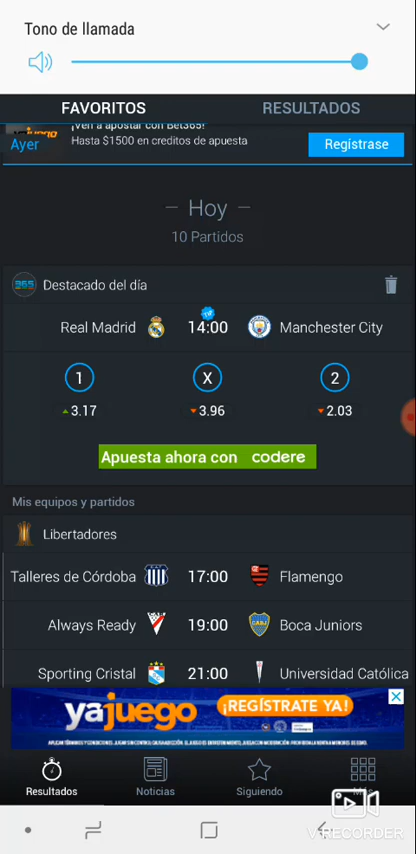 Tono de llamada
FAVORITOS
RESULTADOS
¡Ven a apostar con Bet365!
Hasta $1500 en creditos de apuesta
Ayer
Regístrase
Hoy
10 Partidos
365
Destacado del día
Real Madrid
14:00
Manchester City
1
X
2
3.17
3.96
2.03
Apuesta ahora con codere
Mis equipos y partidos
Libertadores
Talleres de Córdoba 17:00 Flamengo
Always Ready 19:00 Boca Juniors
Sporting Cristal 21:00 Universidad Católica
yajuego
¡REGÍSTRATE YA!
Resultados
Noticias
Siguiendo
V RECORDER